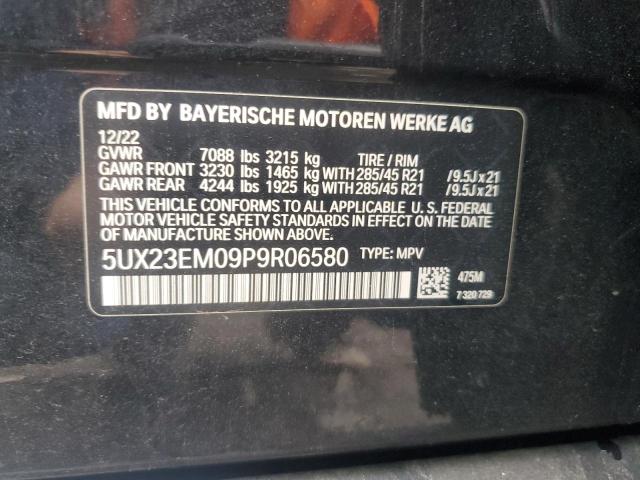 MFD BY BAYERISCHE MOTOREN WERKE AG
12/22
GVWR 7088 lbs 3215 kg TIRE / RIM
GAWR FRONT 3230 lbs 1465 kg WITH 285/45 R21 /9.5J x 21
GAWR REAR 4244 lbs 1925 kg WITH 285/45 R21 /9.5J x 21
THIS VEHICLE CONFORMS TO ALL APPLICABLE U. S. FEDERAL
MOTOR VEHICLE SAFETY STANDARDS IN EFFECT ON THE DATE
OF MANUFACTURE SHOWN ABOVE.
5UX23EM09P9R06580 TYPE: MPV
475M
7 320 729